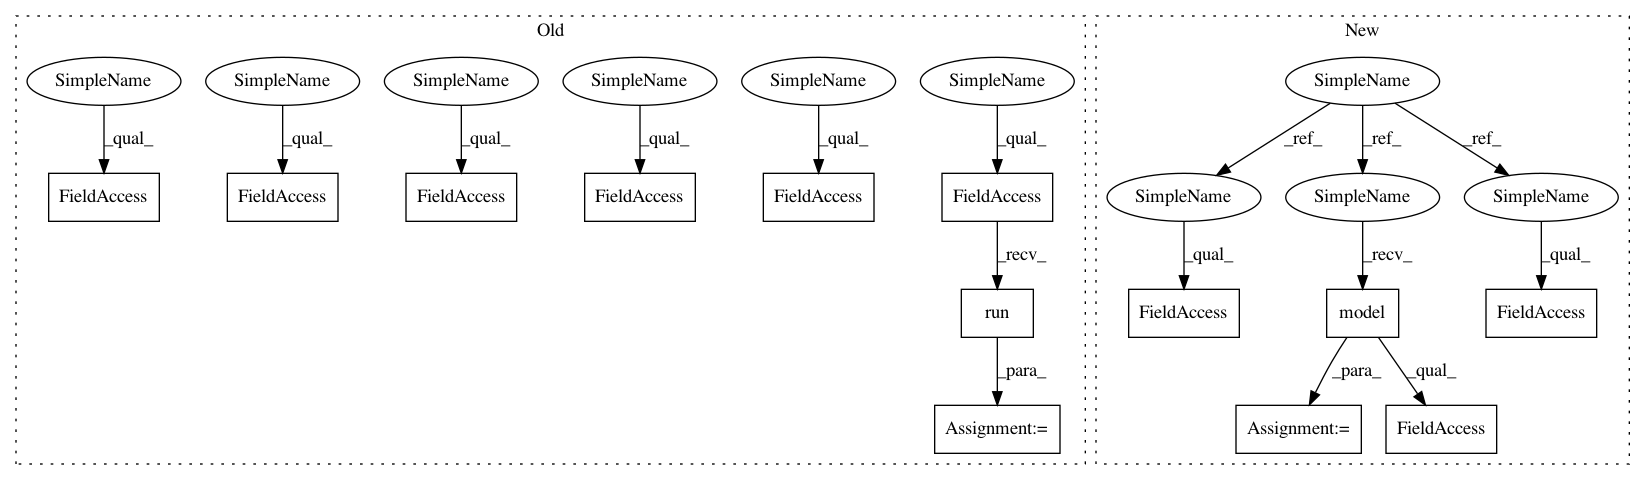 Old
New
SimpleName SimpleName SimpleName SimpleName SimpleName SimpleName SimpleName
_qual_ _qual_ _qual_ _qual_ _qual_ _qual_ _ref_ _ref_ _ref_
FieldAccess FieldAccess FieldAccess FieldAccess FieldAccess FieldAccess SimpleName SimpleName SimpleName
_recv_ _qual_ _recv_ _qual_
run FieldAccess model FieldAccess
_para_ _para_ _qual_
Assignment:= Assignment:= FieldAccess